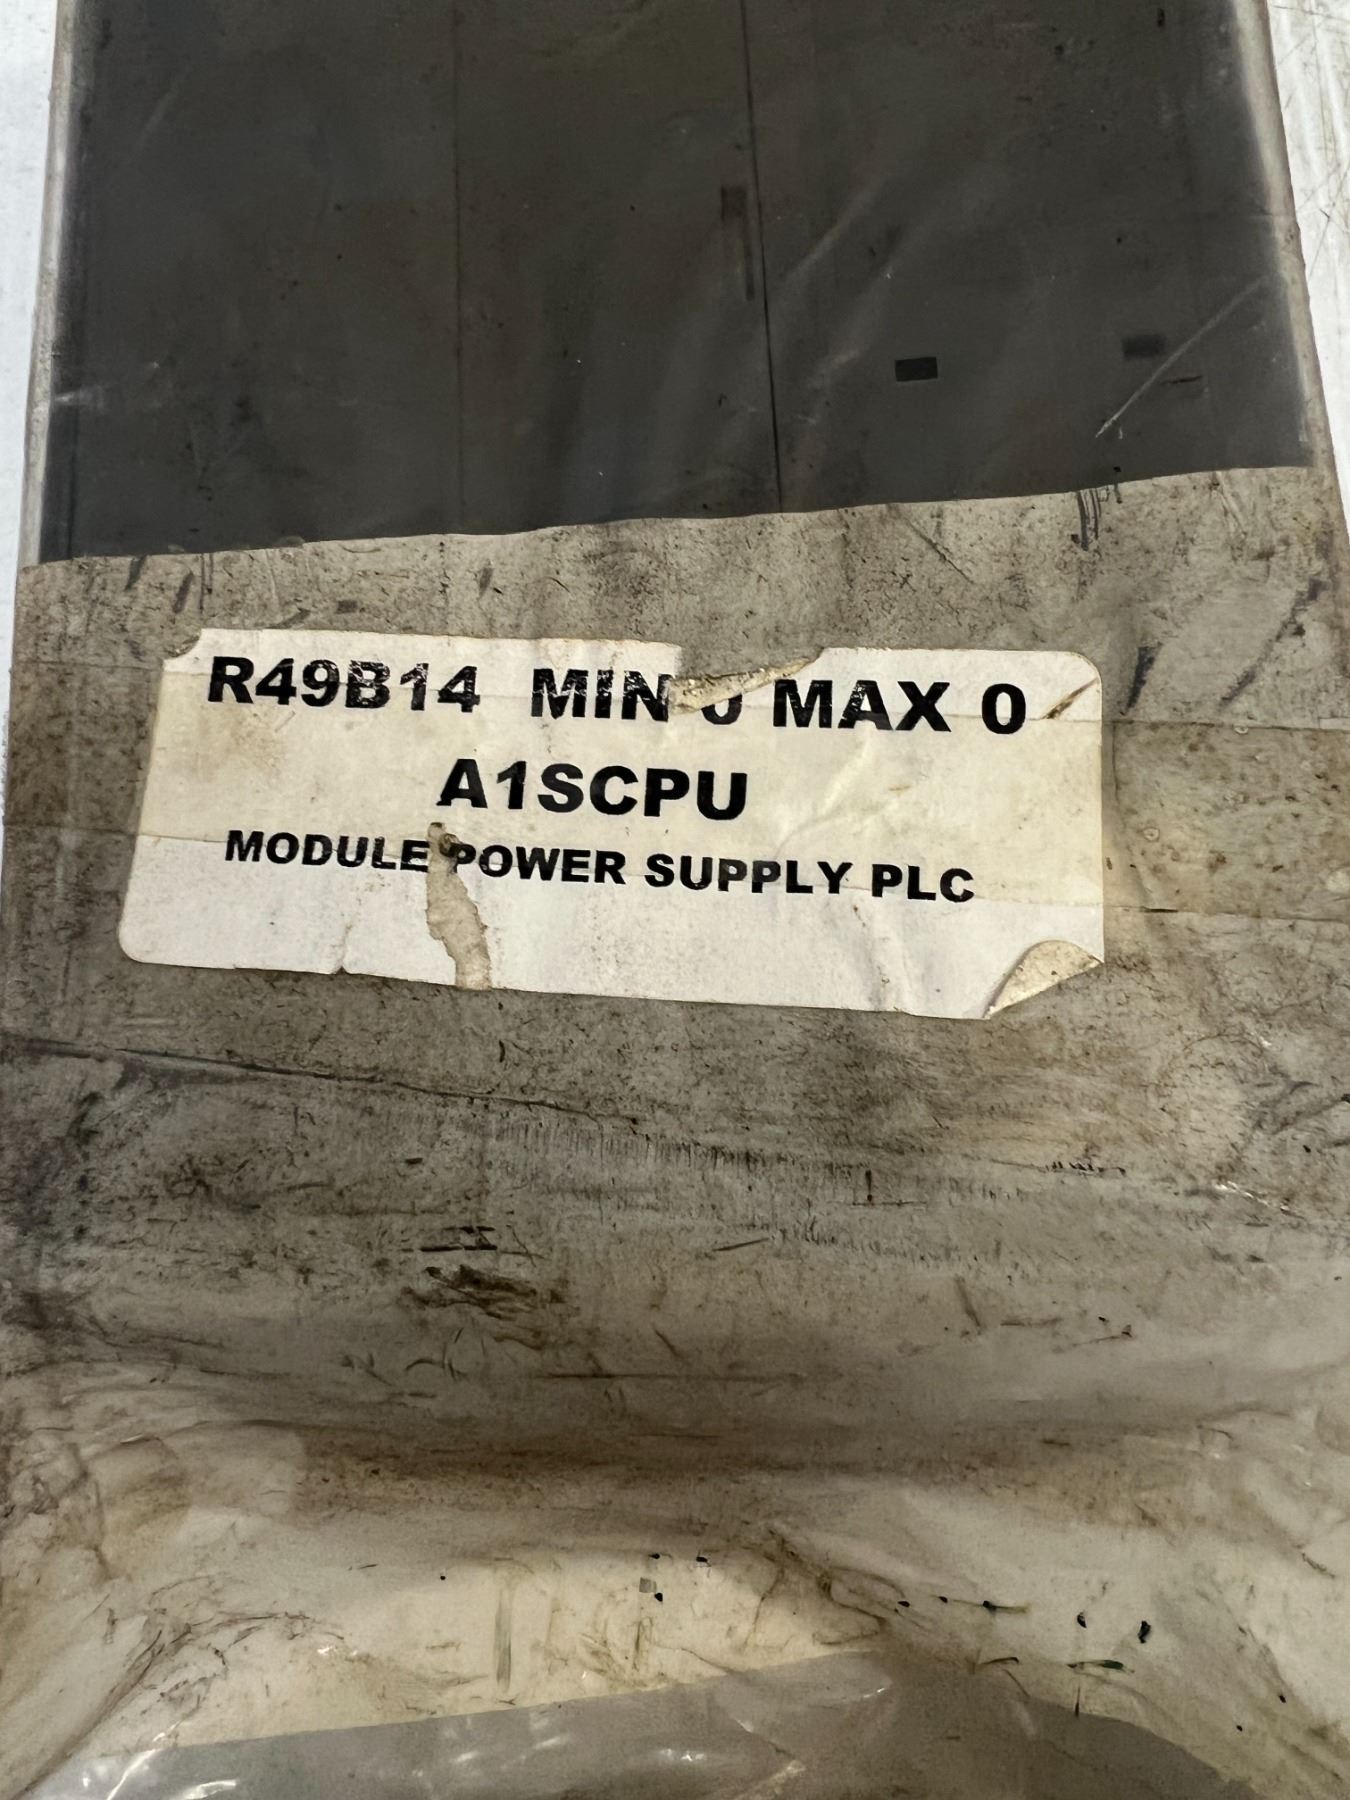 R49B14 MIN 0 MAX 0
A1SCPU
MODULE POWER SUPPLY PLC